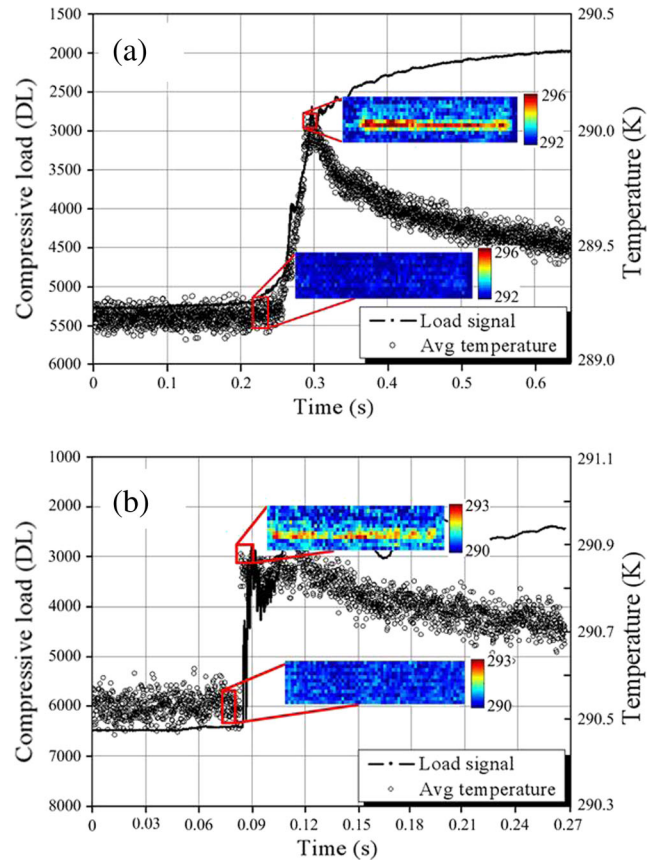 (a)
Compressive load (DL)
1500
2000
2500
3000
3500
4000
4500
5000
5500
6000
290.5
290.0
289.5
289.0
Temperature (K)
296
292
296
292
Load signal
Avg temperature
0 0.1 0.2 0.3 0.4 0.5 0.6
Time (s)
(b)
Compressive load (DL)
1000
2000
3000
4000
5000
6000
7000
8000
291.1
290.9
290.7
290.5
290.3
Temperature (K)
293
290
293
290
Load signal
Avg temperature
0 0.03 0.06 0.09 0.12 0.15 0.18 0.21 0.24 0.27
Time (s)